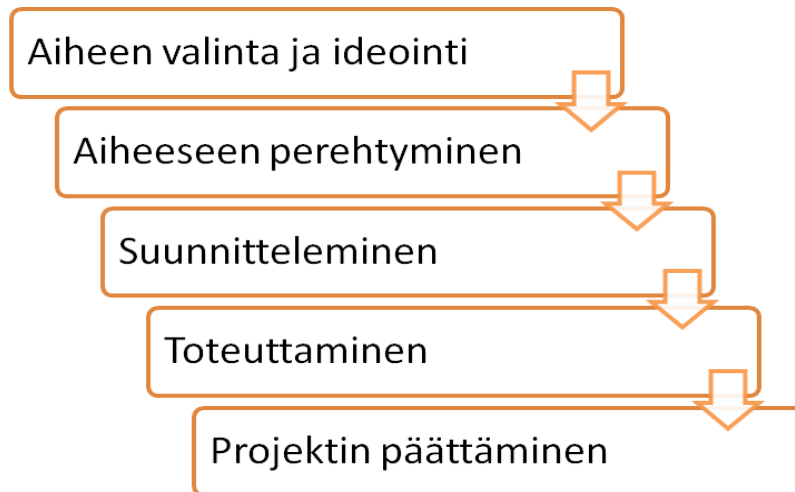 Aiheen valinta ja ideointi
Aiheeseen perehtyminen
Suunnitteleminen
Toteuttaminen
Projektin päättäminen